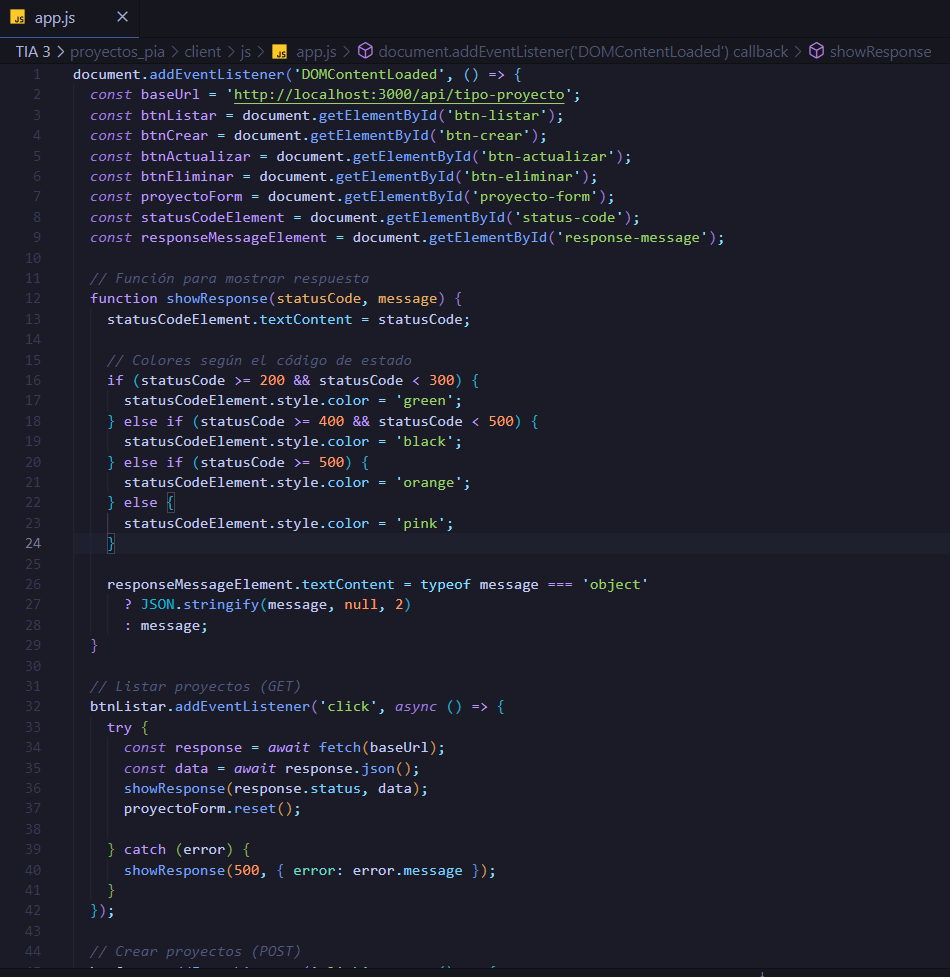 JS app.js ×
TIA 3 > proyectos_pia > client > js > JS app.js > document.addEventListener('DOMContentLoaded') callback > showResponse
1 document.addEventListener('DOMContentLoaded', () => {
2 const baseUrl = 'http://localhost:3000/api/tipo-proyecto';
3 const btnListar = document.getElementById('btn-listar');
4 const btnCrear = document.getElementById('btn-crear');
5 const btnActualizar = document.getElementById('btn-actualizar');
6 const btnEliminar = document.getElementById('btn-eliminar');
7 const proyectoForm = document.getElementById('proyecto-form');
8 const statusCodeElement = document.getElementById('status-code');
9 const responseMessageElement = document.getElementById('response-message');
10
11 // Función para mostrar respuesta
12 function showResponse(statusCode, message) {
13 statusCodeElement.textContent = statusCode;
14
15 // Colores según el código de estado
16 if (statusCode >= 200 && statusCode < 300) {
17 statusCodeElement.style.color = 'green';
18 } else if (statusCode >= 400 && statusCode < 500) {
19 statusCodeElement.style.color = 'black';
20 } else if (statusCode >= 500) {
21 statusCodeElement.style.color = 'orange';
22 } else {
23 statusCodeElement.style.color = 'pink';
24 }
25
26 responseMessageElement.textContent = typeof message === 'object'
27 ? JSON.stringify(message, null, 2)
28 : message;
29 }
30
31 // Listar proyectos (GET)
32 btnListar.addEventListener('click', async () => {
33 try {
34 const response = await fetch(baseUrl);
35 const data = await response.json();
36 showResponse(response.status, data);
37 proyectoForm.reset();
38
39 } catch (error) {
40 showResponse(500, { error: error.message });
41 }
42 });
43
44 // Crear proyectos (POST)